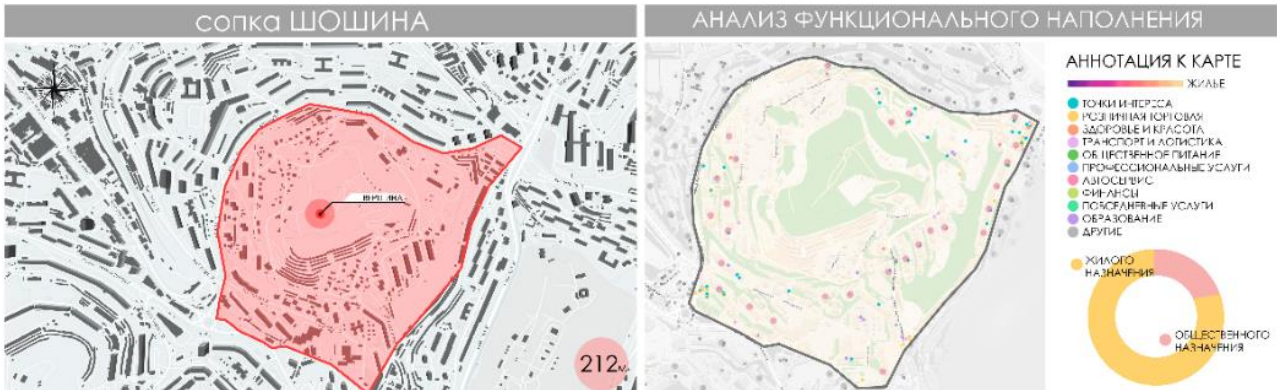 сопка ШОШИНА
АНАЛИЗ ФУНКЦИОНАЛЬНОГО НАПОЛНЕНИЯ
ВЕРШИНА
212м.
АННОТАЦИЯ К КАРТЕ
ЖИЛЬЕ
ТОЧКИ ИНТЕРЕСА
РОЗНИЧНАЯ ТОРГОВЛЯ
ЗДОРОВЬЕ И КРАСОТА
ТРАНСПОРТ И ЛОГИСТИКА
ОБЩЕСТВЕННОЕ ПИТАНИЕ
ПРОФЕССИОНАЛЬНЫЕ УСЛУГИ
АВТОСЕРВИС
ФИНАНСЫ
ПОВСЕДНЕВНЫЕ УСЛУГИ
ОБРАЗОВАНИЕ
ДРУГИЕ
ЖИЛОГО
НАЗНАЧЕНИЯ
ОБЩЕСТВЕННОГО
НАЗНАЧЕНИЯ